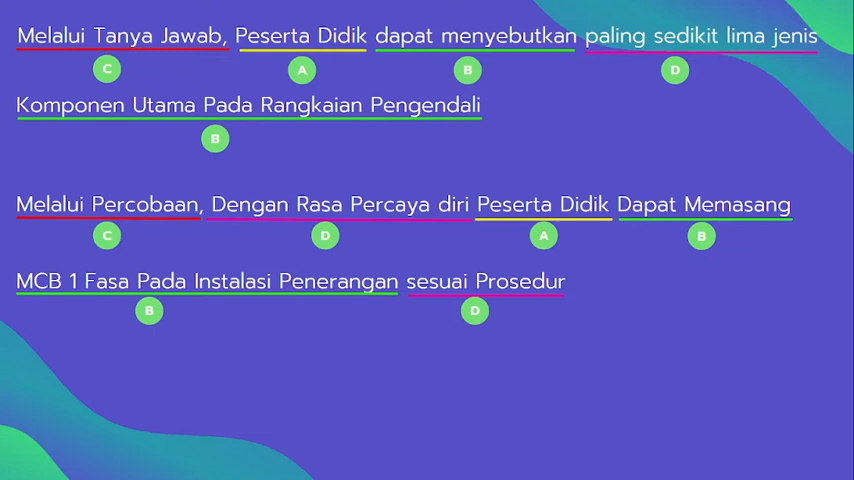 Melalui Tanya Jawab, Peserta Didik dapat menyebutkan paling sedikit lima jenis
C A B D
Komponen Utama Pada Rangkaian Pengendali
B
Melalui Percobaan, Dengan Rasa Percaya diri Peserta Didik Dapat Memasang
C D A B
MCB 1 Fasa Pada Instalasi Penerangan sesuai Prosedur
B D